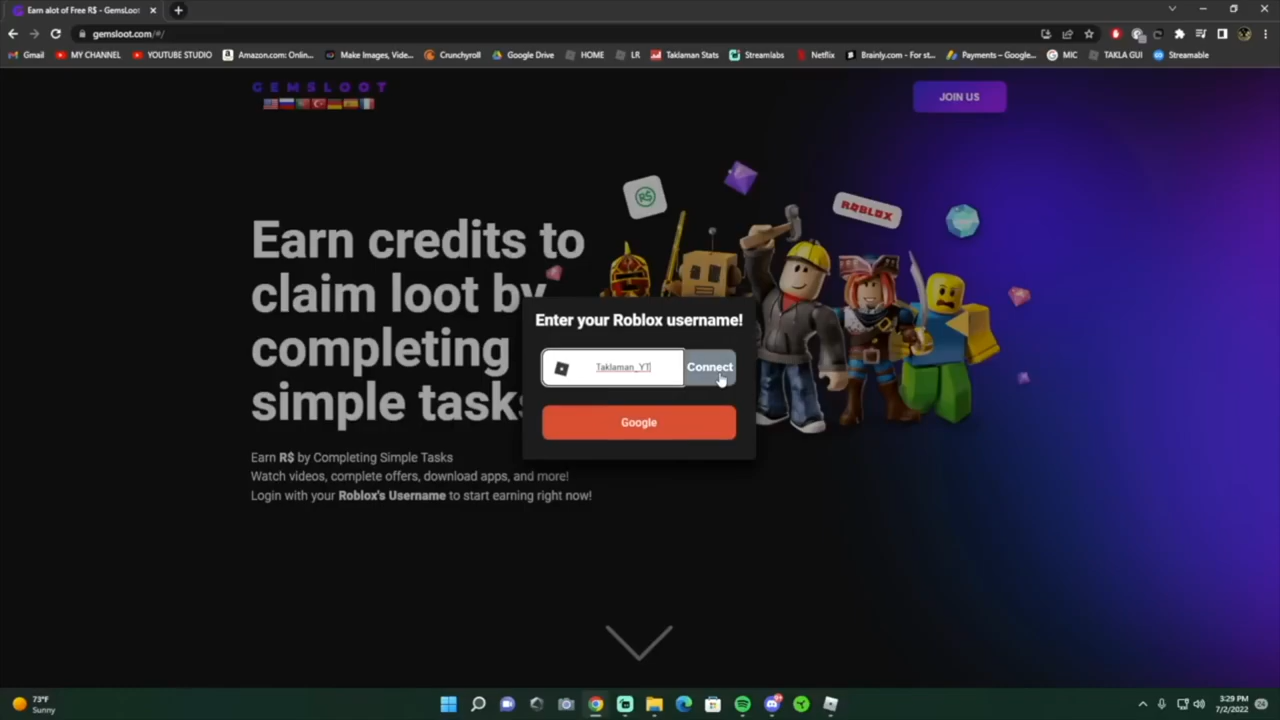 Earn alot of Free R$ - GemsLoot
gemsloot.com/#/
Gmail
MY CHANNEL
YOUTUBE STUDIO
Amazon.com: Onlin...
Make Images, Vide...
Crunchyroll
Google Drive
HOME
LR
Taklaman Stats
Streamlabs
Netflix
Brainly.com - For st...
Payments – Google...
MIC
TAKLA GUI
Streamable
GEMSLOOT
JOIN US
R$
ROBLOX
Earn credits to
claim loot by
completing
simple tasks
Enter your Roblox username!
Taklaman_YT
Connect
Google
Earn R$ by Completing Simple Tasks
Watch videos, complete offers, download apps, and more!
Login with your Roblox's Username to start earning right now!
73°F
Sunny
3:29 PM
7/2/2022